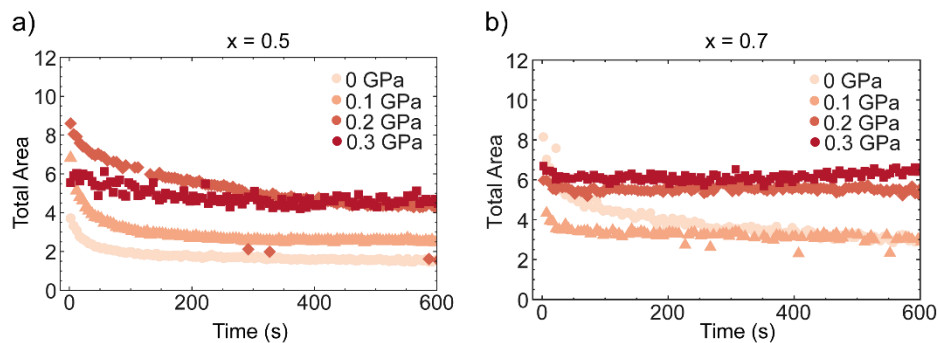 a)
x = 0.5
Total Area
12
10
8
6
4
2
0
0 GPa
0.1 GPa
0.2 GPa
0.3 GPa
0 200 400 600
Time (s)
b)
x = 0.7
Total Area
12
10
8
6
4
2
0
0 GPa
0.1 GPa
0.2 GPa
0.3 GPa
0 200 400 600
Time (s)